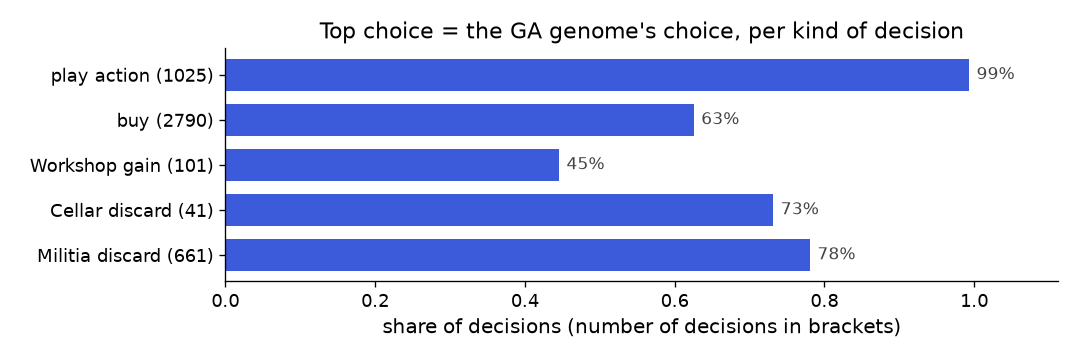 Top choice = the GA genome's choice, per kind of decision
play action (1025)
99%
buy (2790)
63%
Workshop gain (101)
45%
Cellar discard (41)
73%
Militia discard (661)
78%
0.0 0.2 0.4 0.6 0.8 1.0
share of decisions (number of decisions in brackets)